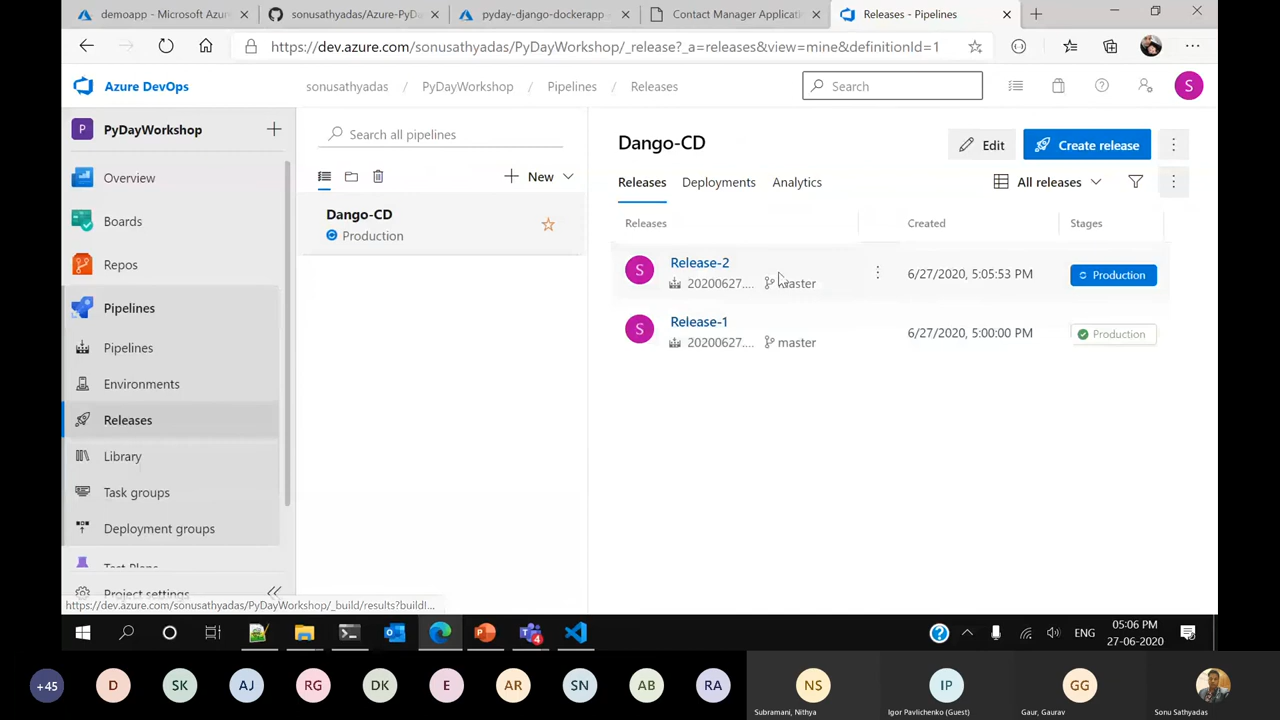 demoapp - Microsoft Azur
sonusathyadas/Azure-PyDa
pyday-django-dockerapp -
Contact Manager Applicati
Releases - Pipelines
https://dev.azure.com/sonusathyadas/PyDayWorkshop/_release?_a=releases&view=mine&definitionId=1
Azure DevOps
sonusathyadas / PyDayWorkshop / Pipelines / Releases
Search
S
P PyDayWorkshop
Overview
Boards
Repos
Pipelines
Pipelines
Environments
Releases
Library
Task groups
Deployment groups
Test Plans
Project settings
Search all pipelines
New
Dango-CD
Production
Dango-CD
Edit
Create release
Releases Deployments Analytics
All releases
Releases Created Stages
S Release-2
20200627.... master 6/27/2020, 5:05:53 PM Production
S Release-1
20200627.... master 6/27/2020, 5:00:00 PM Production
https://dev.azure.com/sonusathyadas/PyDayWorkshop/_build/results?build!...
4
ENG
05:06 PM
27-06-2020
+45 D SK AJ RG DK E AR SN AB RA NS IP GG
Subramani, Nithya
Igor Pavlichenko (Guest)
Gaur, Gaurav
Sonu Sathyadas